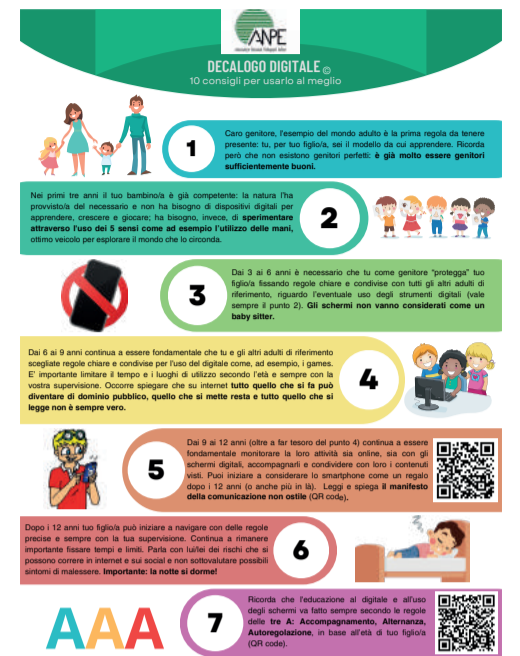 ANPE
DECALOGO DIGITALE ©
10 consigli per usarlo al meglio
1
Caro genitore, l'esempio del mondo adulto è la prima regola da tenere
presente: tu, per tuo figlio/a, sei il modello da cui apprendere. Ricorda
però che non esistono genitori perfetti: è già molto essere genitori
sufficientemente buoni.
Nei primi tre anni il tuo bambino/a è già competente: la natura l'ha
provvisto/a del necessario e non ha bisogno di dispositivi digitali per
apprendere, crescere e giocare; ha bisogno, invece, di sperimentare
attraverso l'uso dei 5 sensi come ad esempio l'utilizzo delle mani,
ottimo veicolo per esplorare il mondo che lo circonda.
2
3
Dai 3 ai 6 anni è necessario che tu come genitore "protegga" tuo
figlio/a fissando regole chiare e condivise con tutti gli altri adulti di
riferimento, riguardo l'eventuale uso degli strumenti digitali (vale
sempre il punto 2). Gli schermi non vanno considerati come un
baby sitter.
Dai 6 ai 9 anni continua a essere fondamentale che tu e gli altri adulti di riferimento
scegliate regole chiare e condivise per l'uso del digitale come, ad esempio, i games.
E' importante limitare il tempo e i luoghi di utilizzo secondo l'età e sempre con la
vostra supervisione. Occorre spiegare che su internet tutto quello che si fa può
diventare di dominio pubblico, quello che si mette resta e tutto quello che si
legge non è sempre vero.
4
5
Dai 9 ai 12 anni (oltre a far tesoro del punto 4) continua a essere
fondamentale monitorare la loro attività sia online, sia con gli
schermi digitali, accompagnarli e condividere con loro i contenuti
visti. Puoi iniziare a considerare lo smartphone come un regalo
dopo i 12 anni (o anche più in là). Leggi e spiega il manifesto
della comunicazione non ostile (QR code).
Dopo i 12 anni tuo figlio/a può iniziare a navigare con delle regole
precise e sempre con la tua supervisione. Continua a rimanere
importante fissare tempi e limiti. Parla con lui/lei dei rischi che si
possono correre in internet e sui social e non sottovalutare possibili
sintomi di malessere. Importante: la notte si dorme!
6
AAA
7
Ricorda che l'educazione al digitale e all'uso
degli schermi va fatto sempre secondo le regole
delle tre A: Accompagnamento, Alternanza,
Autoregolazione, in base all'età di tuo figlio/a
(QR code).